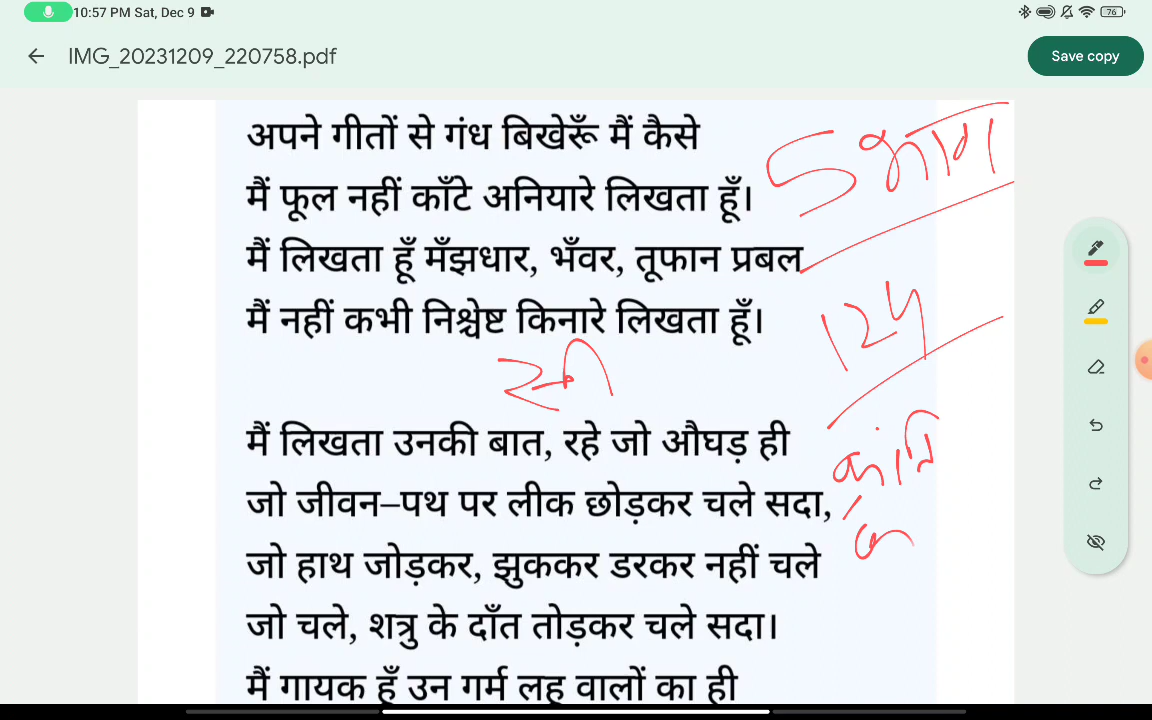 10:57 PM Sat, Dec 9
76
IMG_20231209_220758.pdf
Save copy
अपने गीतों से गंध बिखेरूँ मैं कैसे
मैं फूल नहीं काँटे अनियारे लिखता हूँ।
मैं लिखता हूँ मँझधार, भँवर, तूफान प्रबल
मैं नहीं कभी निश्चेष्ट किनारे लिखता हूँ।
मैं लिखता उनकी बात, रहे जो औघड़ ही
जो जीवन–पथ पर लीक छोड़कर चले सदा,
जो हाथ जोड़कर, झुककर डरकर नहीं चले
जो चले, शत्रु के दाँत तोड़कर चले सदा।
मैं गायक हूँ उन गर्म लहू वालों का ही
5